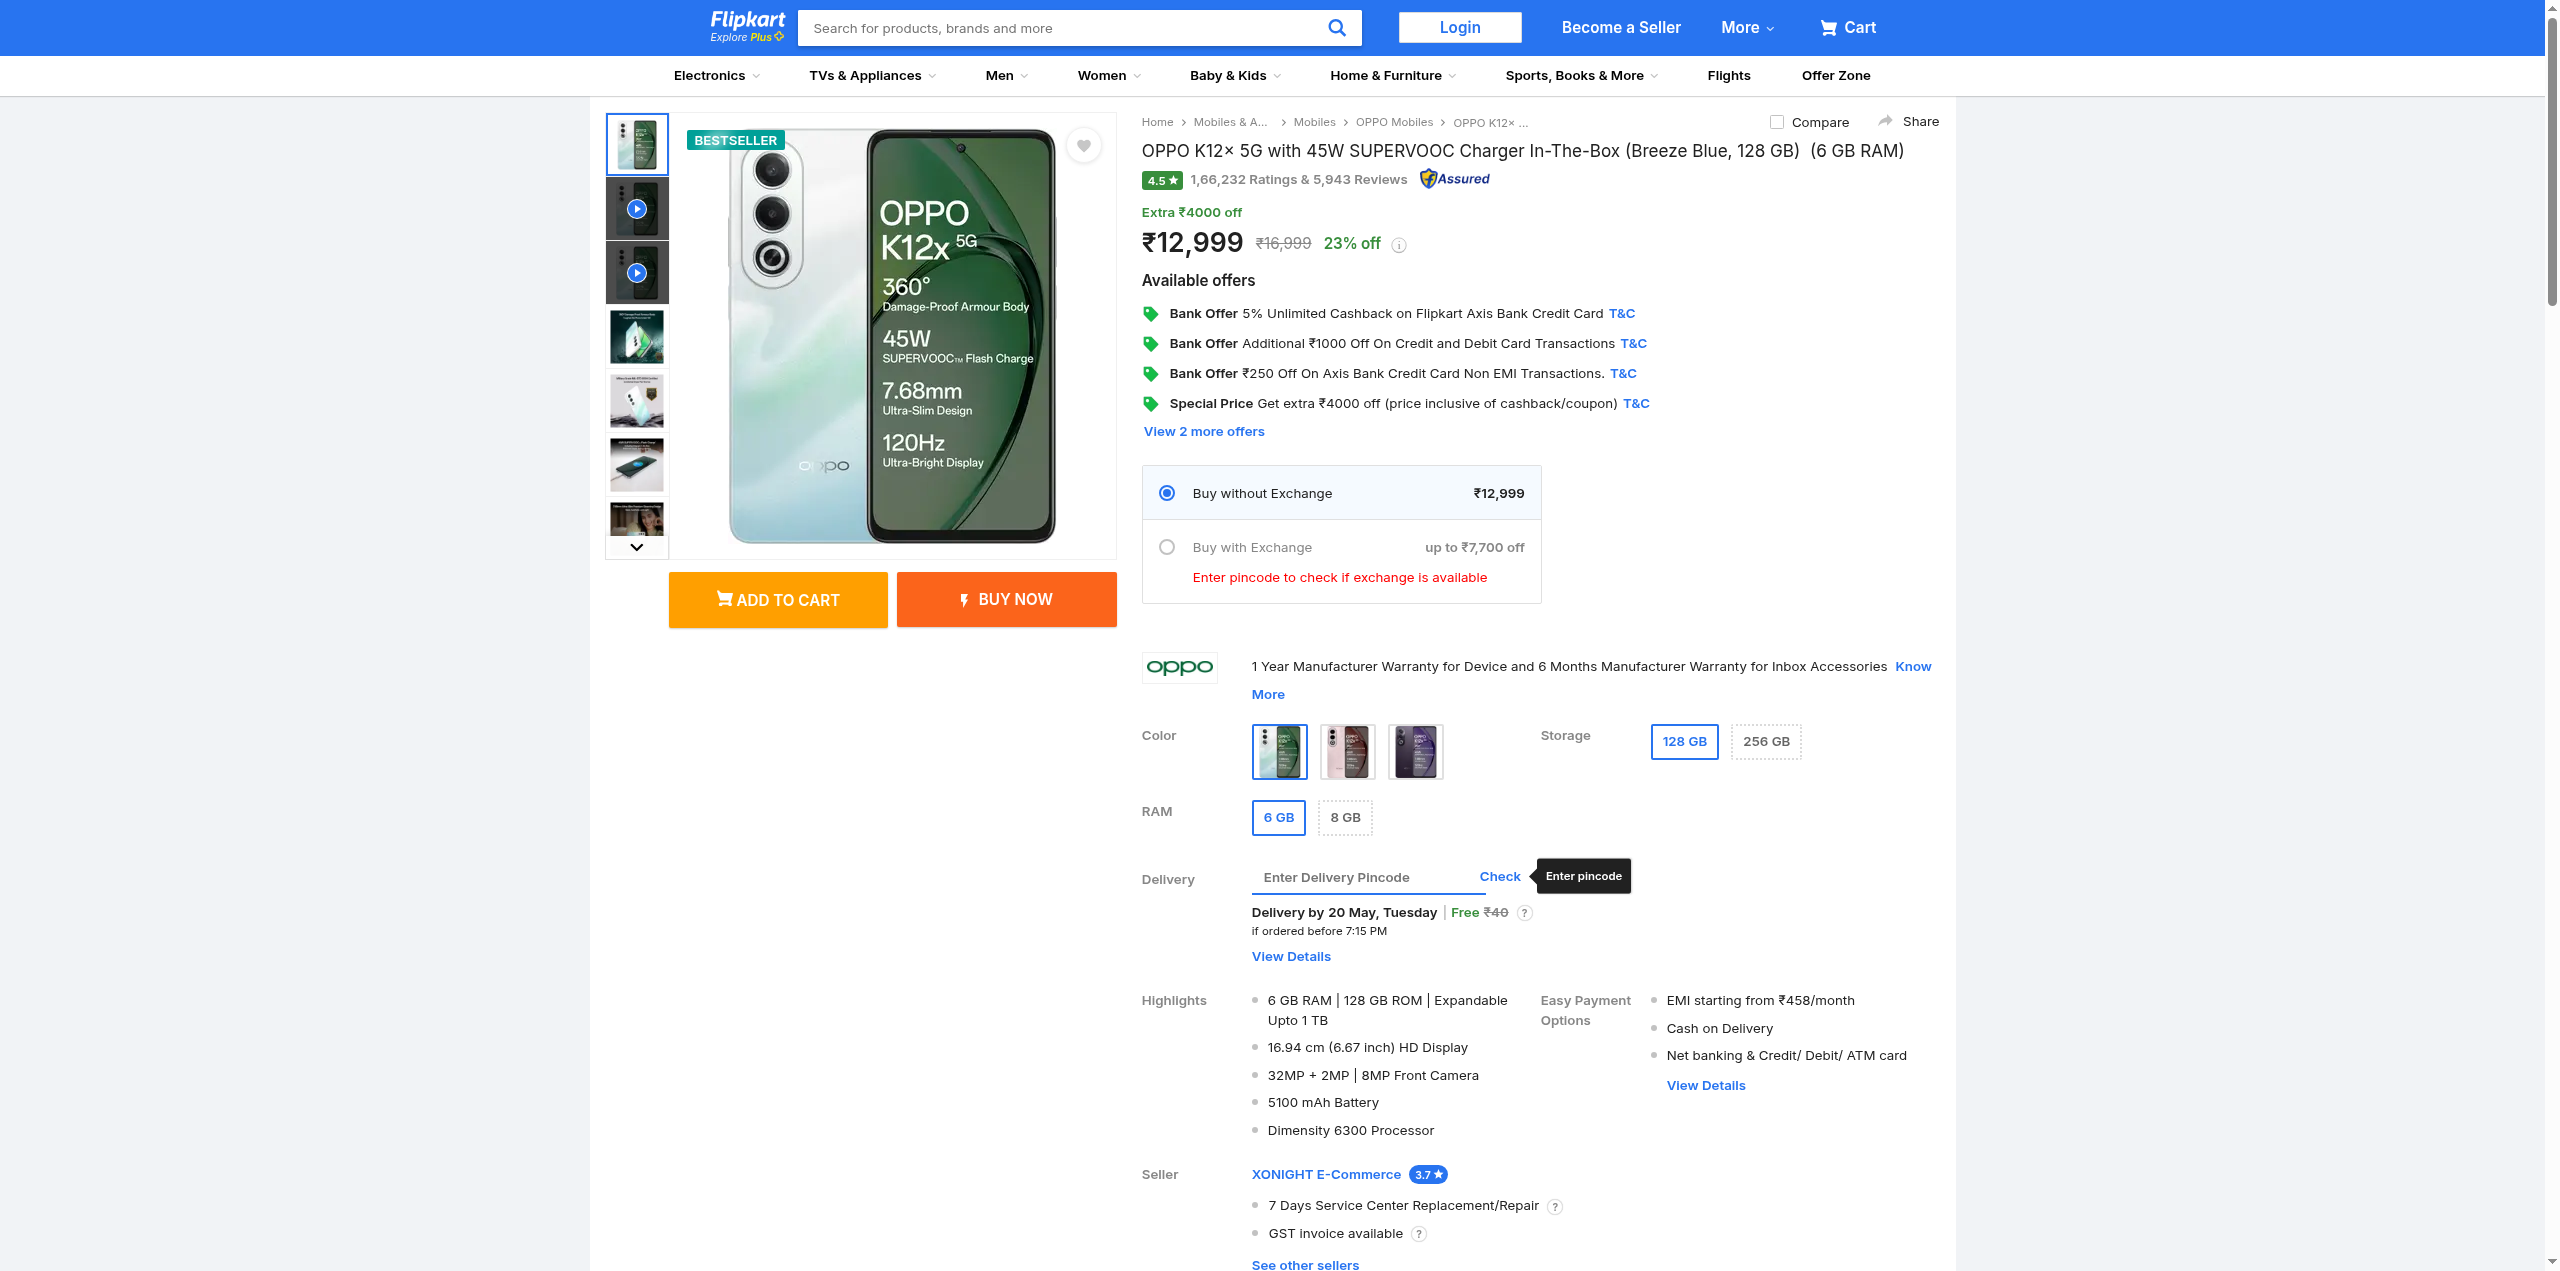 Flipkart
Explore Plus
Search for products, brands and more
Login
Become a Seller
More
Cart
Electronics
TVs & Appliances
Men
Women
Baby & Kids
Home & Furniture
Sports, Books & More
Flights
Offer Zone
BESTSELLER
OPPO
K12x 5G
360°
Damage-Proof Armour Body
45W
SUPERVOOC™ Flash Charge
7.68mm
Ultra-Slim Design
120Hz
Ultra-Bright Display
oppo
ADD TO CART
BUY NOW
Home
Mobiles & A...
Mobiles
OPPO Mobiles
OPPO K12x ...
Compare
Share
OPPO K12x 5G with 45W SUPERVOOC Charger In-The-Box (Breeze Blue, 128 GB) (6 GB RAM)
4.5
1,66,232 Ratings & 5,943 Reviews
Assured
Extra ₹4000 off
₹12,999 ₹16,999 23% off
Available offers
Bank Offer 5% Unlimited Cashback on Flipkart Axis Bank Credit Card T&C
Bank Offer Additional ₹1000 Off On Credit and Debit Card Transactions T&C
Bank Offer ₹250 Off On Axis Bank Credit Card Non EMI Transactions. T&C
Special Price Get extra ₹4000 off (price inclusive of cashback/coupon) T&C
View 2 more offers
Buy without Exchange ₹12,999
Buy with Exchange up to ₹7,700 off
Enter pincode to check if exchange is available
oppo
1 Year Manufacturer Warranty for Device and 6 Months Manufacturer Warranty for Inbox Accessories Know
More
Color
Storage
128 GB
256 GB
RAM
6 GB
8 GB
Delivery
Enter Delivery Pincode
Check
Enter pincode
Delivery by 20 May, Tuesday | Free ₹40 ?
if ordered before 7:15 PM
View Details
Highlights
6 GB RAM | 128 GB ROM | Expandable
Upto 1 TB
16.94 cm (6.67 inch) HD Display
32MP + 2MP | 8MP Front Camera
5100 mAh Battery
Dimensity 6300 Processor
Easy Payment
Options
EMI starting from ₹458/month
Cash on Delivery
Net banking & Credit/ Debit/ ATM card
View Details
Seller
XONIGHT E-Commerce 3.7
7 Days Service Center Replacement/Repair ?
GST invoice available ?
See other sellers